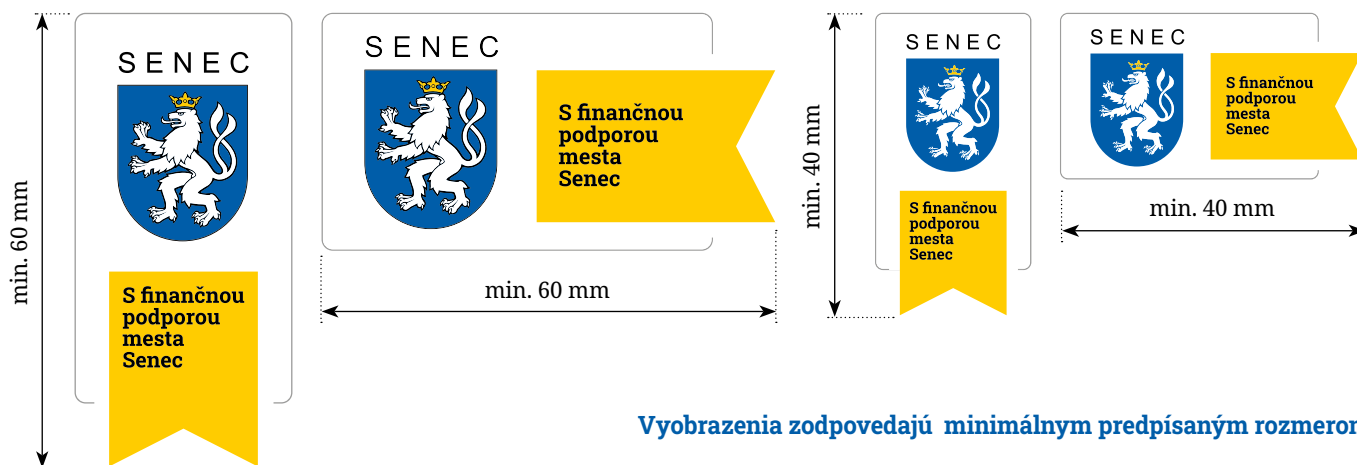 SENEC
S finančnou
podporou
mesta
Senec
min. 60 mm
SENEC
S finančnou
podporou
mesta
Senec
min. 60 mm
SENEC
S finančnou
podporou
mesta
Senec
min. 40 mm
SENEC
S finančnou
podporou
mesta
Senec
min. 40 mm
Vyobrazenia zodpovedajú minimálnym predpísaným